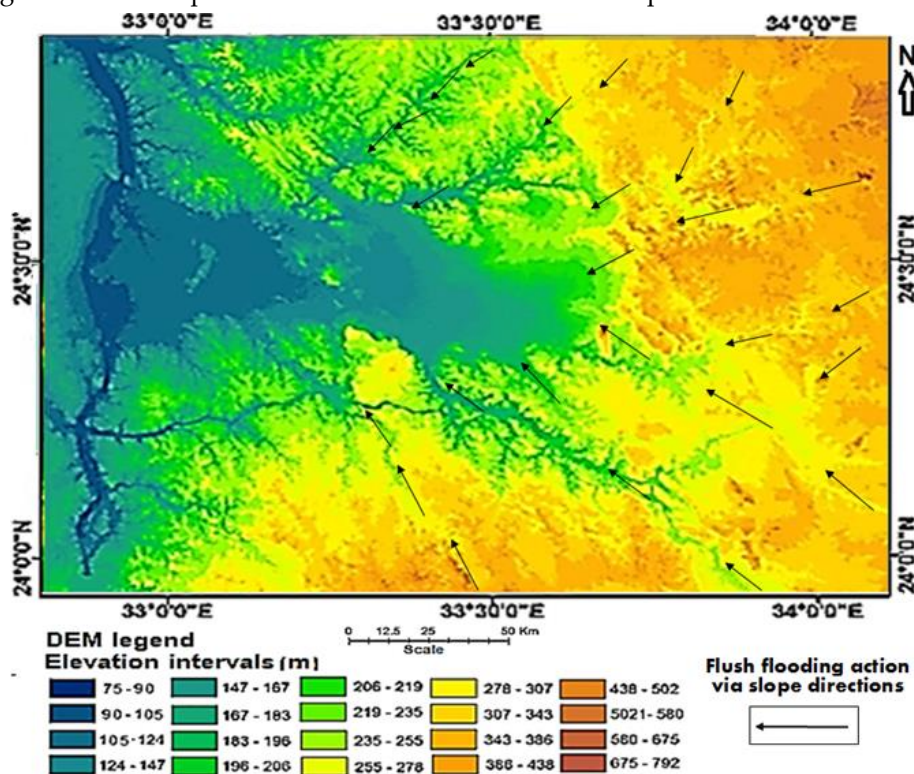 33°0'0"E 33°30'0"E 34°0'0"E
N
24°30'0"N 24°30'0"N
24°0'0"N 24°0'0"N
33°0'0"E 33°30'0"E 34°0'0"E
DEM legend
Elevation intervals (m)
0 12.5 25 50 Km
Scale
75 - 90 147 - 167 206 - 219 278 - 307 438 - 502
90 - 105 167 - 183 219 - 235 307 - 343 5021 - 580
105 - 124 183 - 196 235 - 255 343 - 386 580 - 675
124 - 147 196 - 206 255 - 278 386 - 438 675 - 792
Flush flooding action
via slope directions